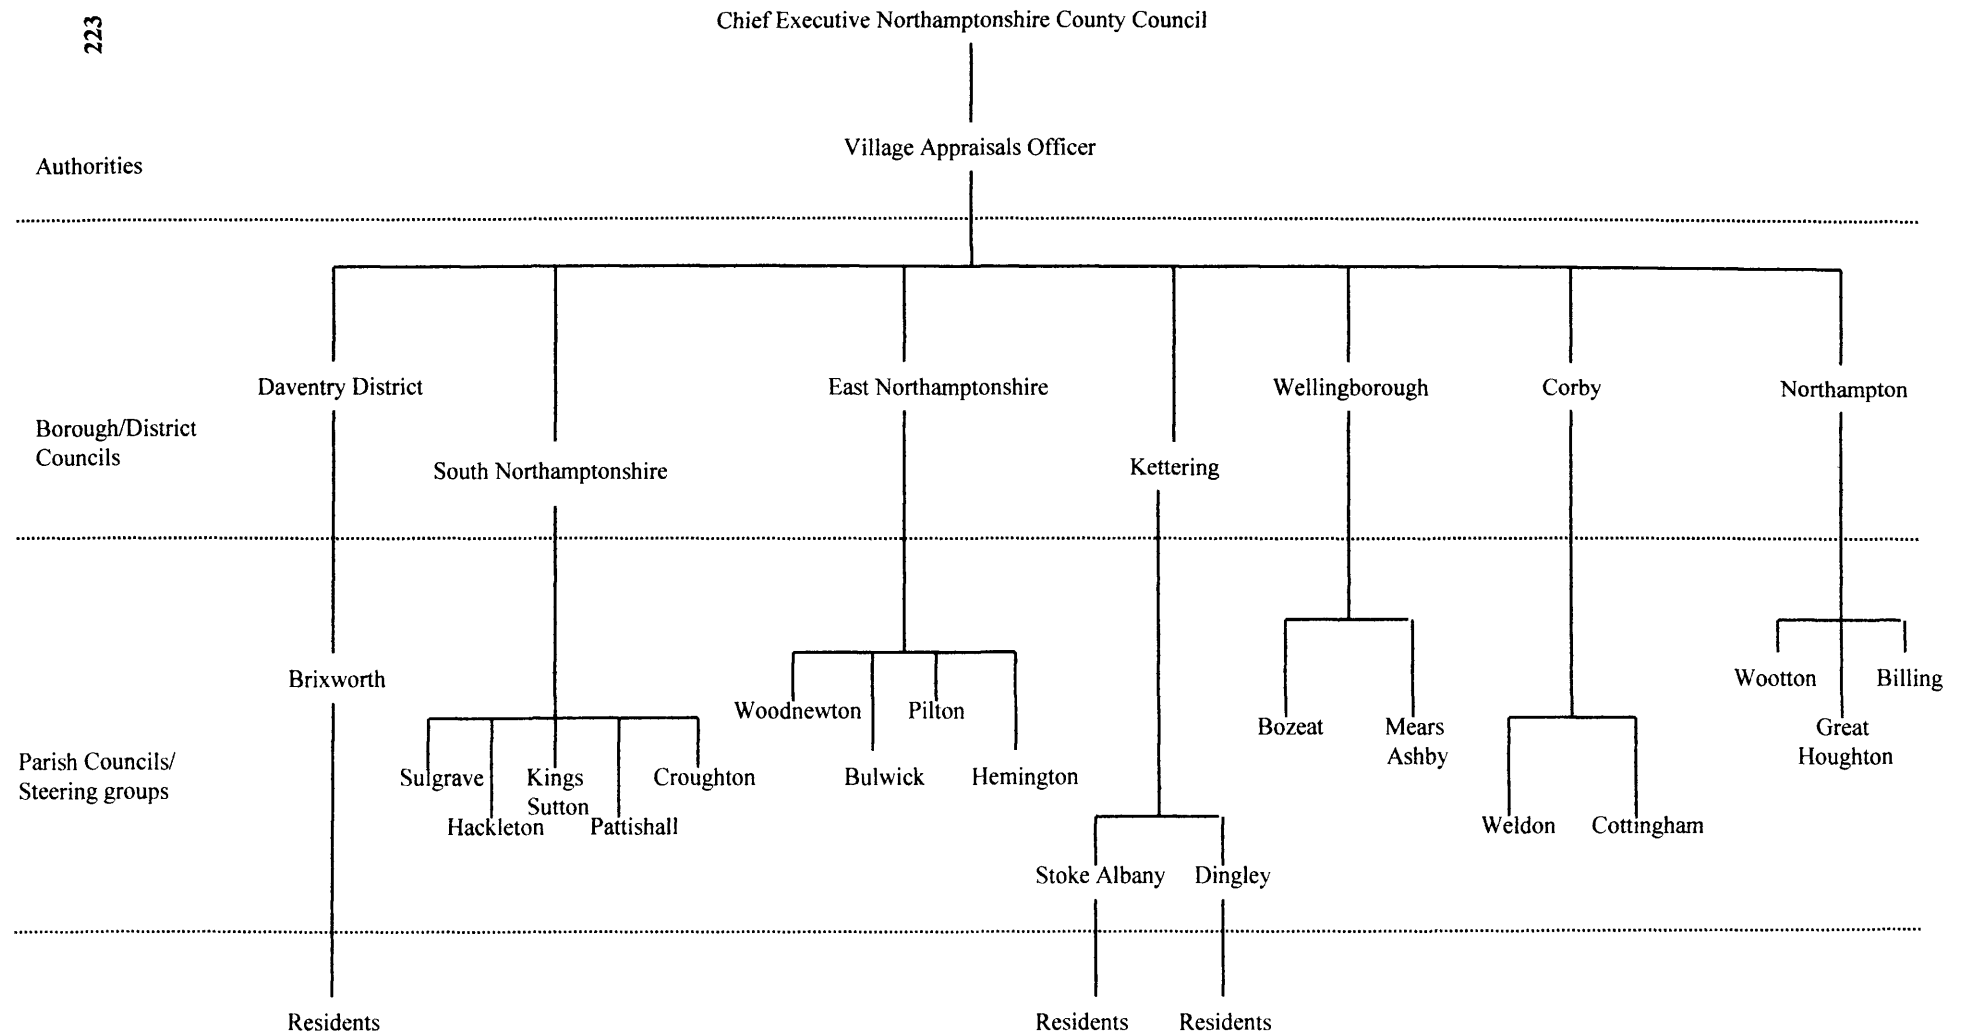 223
Chief Executive Northamptonshire County Council
Village Appraisals Officer
Authorities
Daventry District
East Northamptonshire
Wellingborough
Corby
Northampton
Borough/District
Councils
South Northamptonshire
Kettering
Brixworth
Wootton
Billing
Woodnewton
Pilton
Bozeat
Mears
Ashby
Great
Houghton
Parish Councils/
Steering groups
Sulgrave
Kings
Sutton
Croughton
Bulwick
Hemington
Hackleton
Pattishall
Weldon
Cottingham
Stoke Albany
Dingley
Residents
Residents
Residents